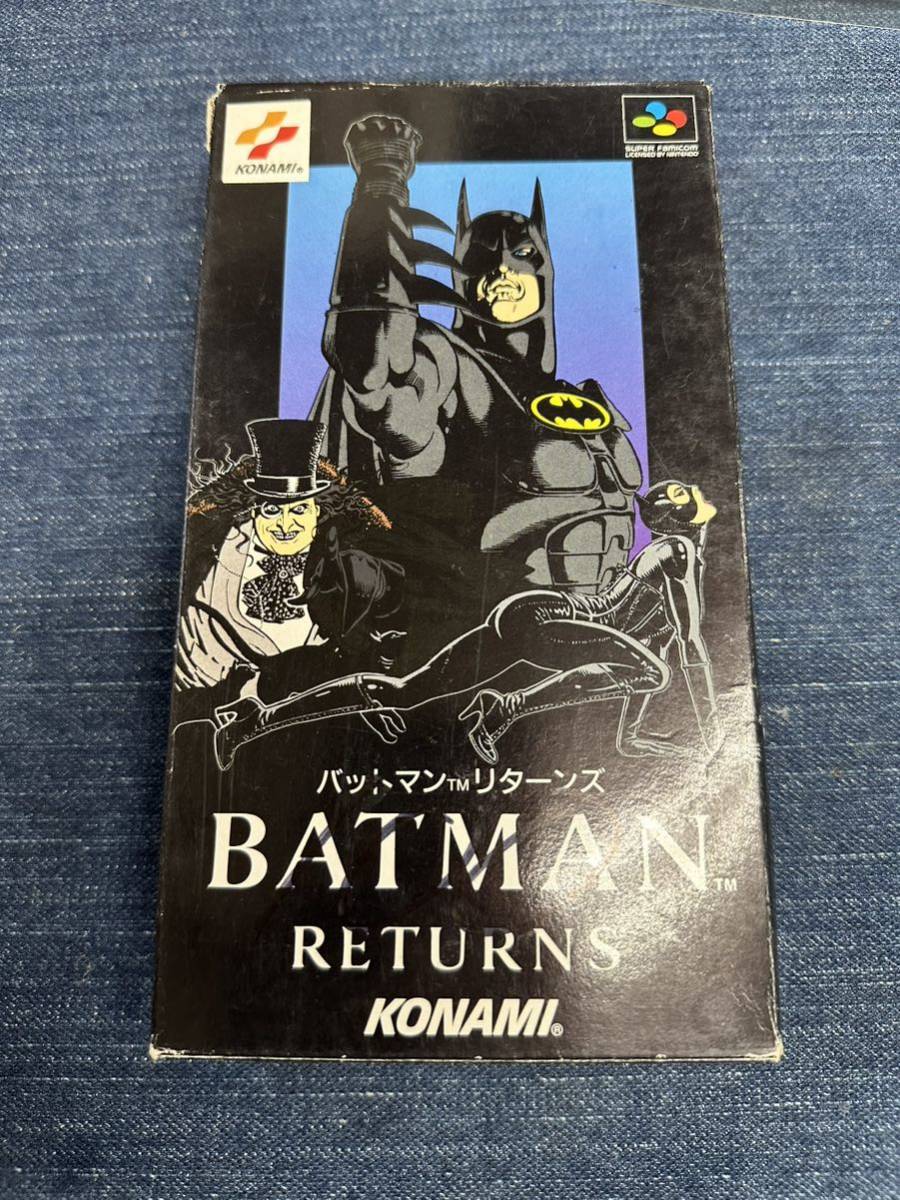 KONAMI®
SUPER FAMICOM
LICENSED BY NINTENDO
バットマン™リターンズ
BATMAN™
RETURNS
KONAMI®